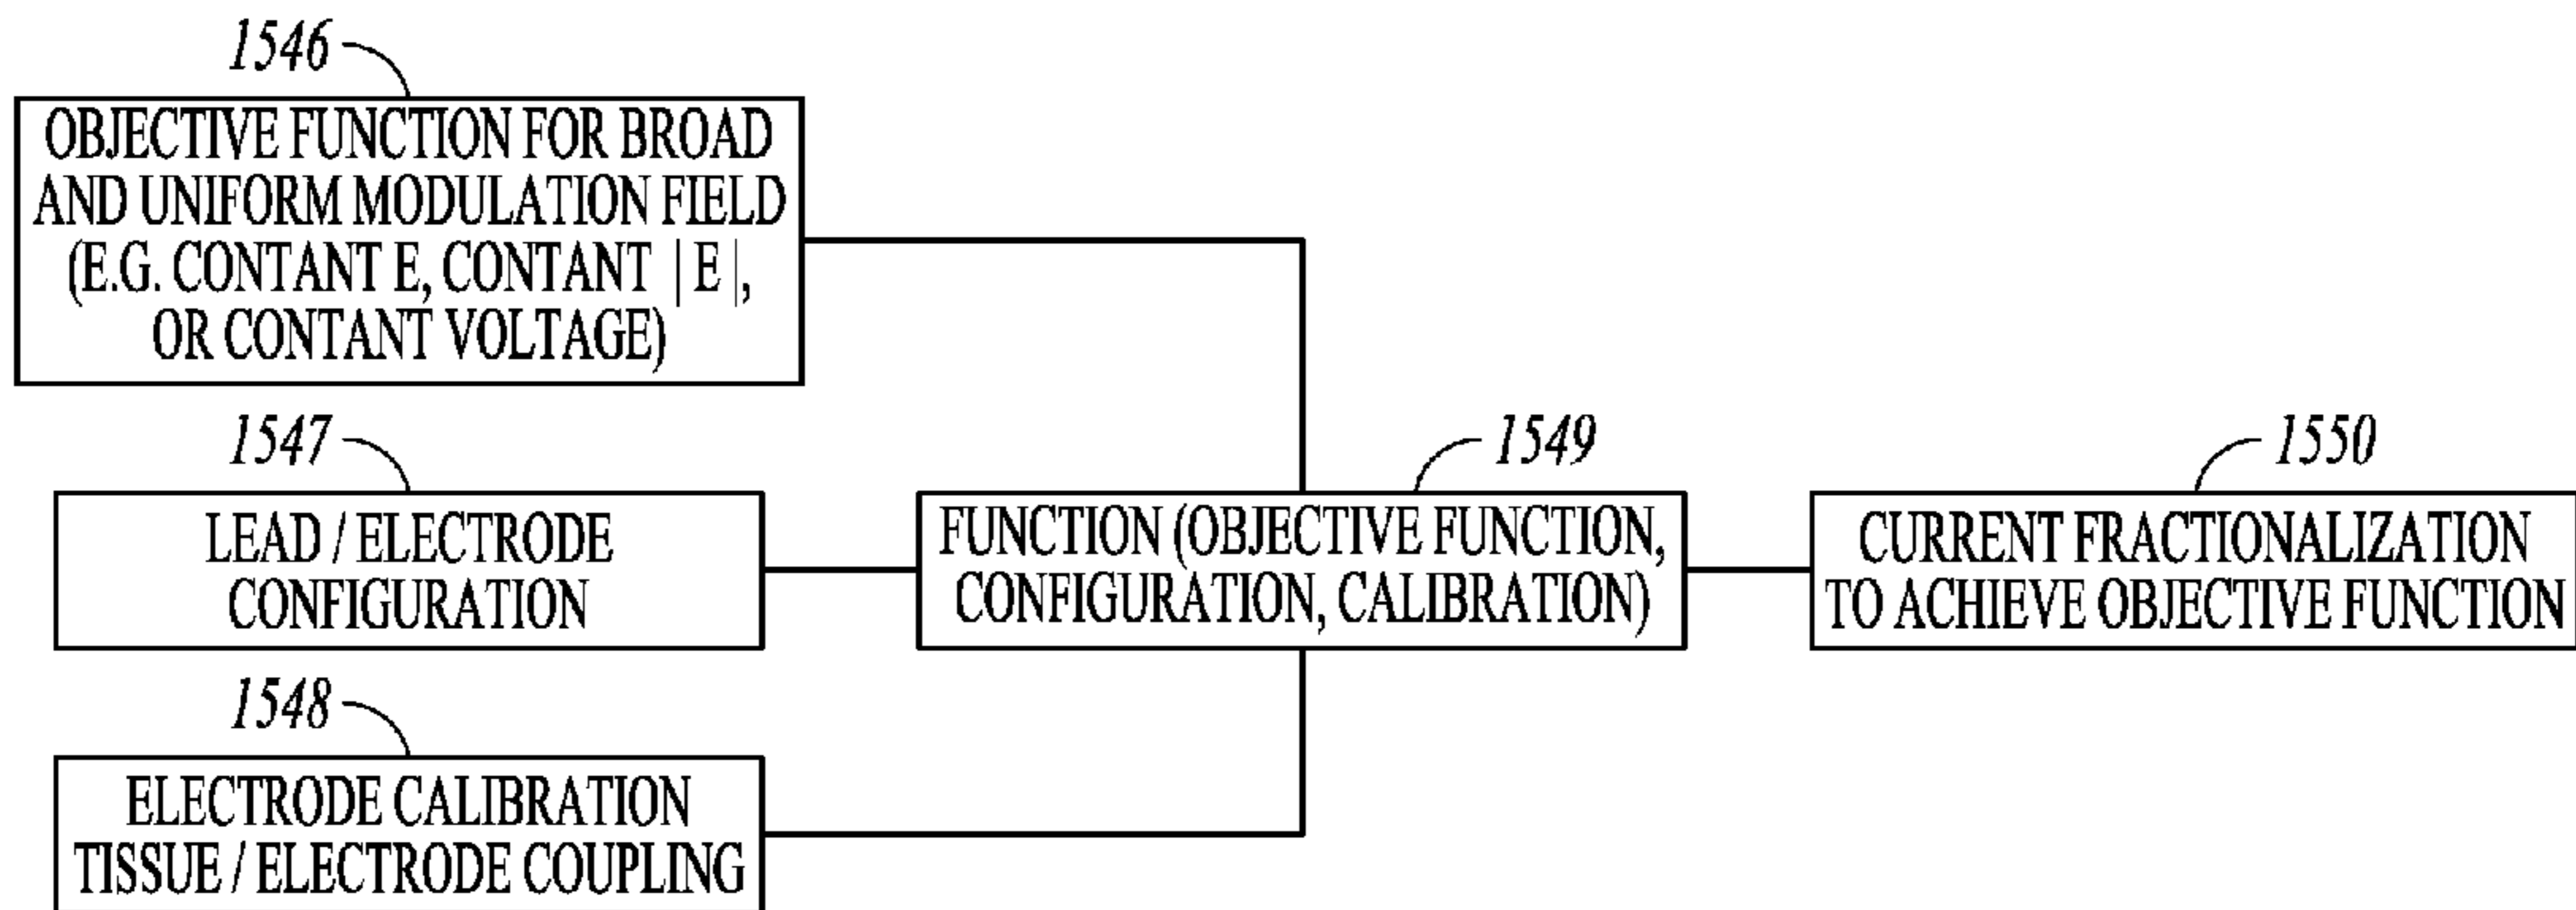 1546
OBJECTIVE FUNCTION FOR BROAD
AND UNIFORM MODULATION FIELD
(E.G. CONTANT E, CONTANT | E |,
OR CONTANT VOLTAGE)
1547
LEAD / ELECTRODE
CONFIGURATION
1548
ELECTRODE CALIBRATION
TISSUE / ELECTRODE COUPLING
1549
FUNCTION (OBJECTIVE FUNCTION,
CONFIGURATION, CALIBRATION)
1550
CURRENT FRACTIONALIZATION
TO ACHIEVE OBJECTIVE FUNCTION